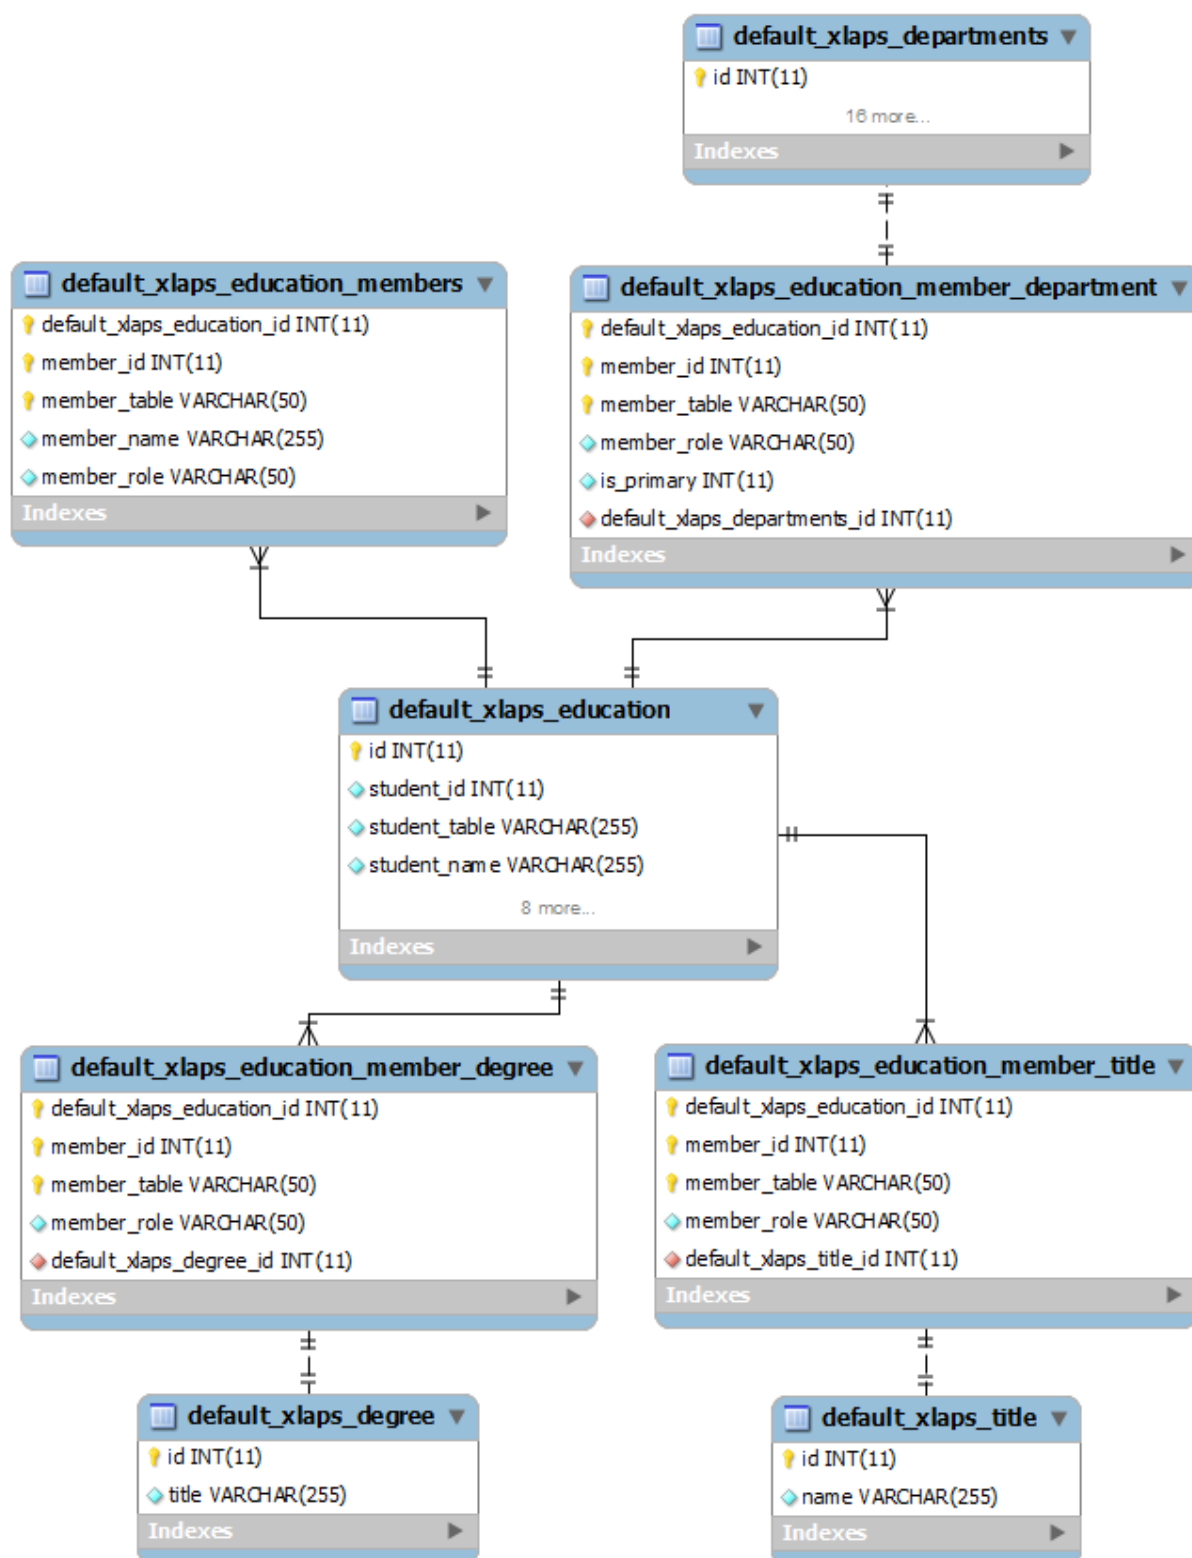 default_xlaps_departments
id INT(11)
16 more...
Indexes
default_xlaps_education_members
default_xlaps_education_id INT(11)
member_id INT(11)
member_table VARCHAR(50)
member_name VARCHAR(255)
member_role VARCHAR(50)
Indexes
default_xlaps_education_member_department
default_xlaps_education_id INT(11)
member_id INT(11)
member_table VARCHAR(50)
member_role VARCHAR(50)
is_primary INT(11)
default_xlaps_departments_id INT(11)
Indexes
default_xlaps_education
id INT(11)
student_id INT(11)
student_table VARCHAR(255)
student_name VARCHAR(255)
8 more...
Indexes
default_xlaps_education_member_degree
default_xlaps_education_id INT(11)
member_id INT(11)
member_table VARCHAR(50)
member_role VARCHAR(50)
default_xlaps_degree_id INT(11)
Indexes
default_xlaps_education_member_title
default_xlaps_education_id INT(11)
member_id INT(11)
member_table VARCHAR(50)
member_role VARCHAR(50)
default_xlaps_title_id INT(11)
Indexes
default_xlaps_degree
id INT(11)
title VARCHAR(255)
Indexes
default_xlaps_title
id INT(11)
name VARCHAR(255)
Indexes